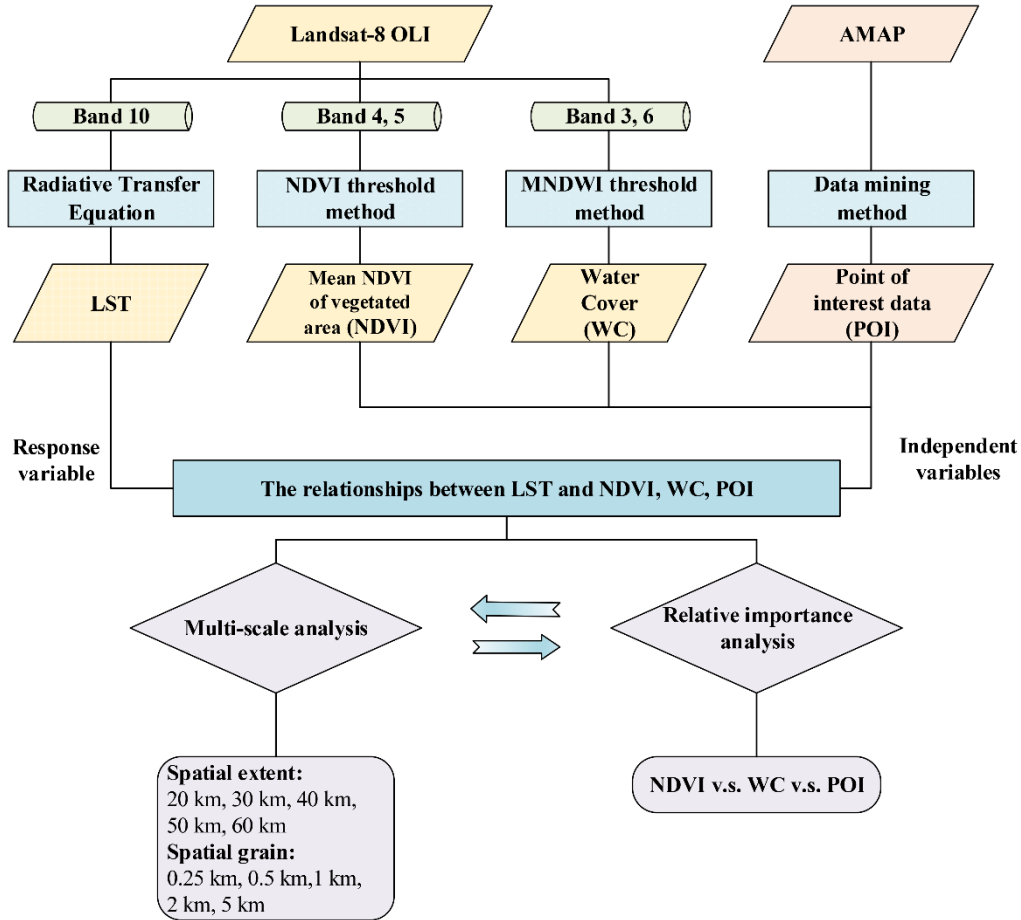 Landsat-8 OLI
AMAP
Band 10
Band 4, 5
Band 3, 6
Radiative Transfer
Equation
NDVI threshold
method
MNDWI threshold
method
Data mining
method
LST
Mean NDVI
of vegetated
area (NDVI)
Water
Cover
(WC)
Point of
interest data
(POI)
Response
variable
Independent
variables
The relationships between LST and NDVI, WC, POI
Multi-scale analysis
Relative importance
analysis
Spatial extent:
20 km, 30 km, 40 km,
50 km, 60 km
Spatial grain:
0.25 km, 0.5 km,1 km,
2 km, 5 km
NDVI v.s. WC v.s. POI